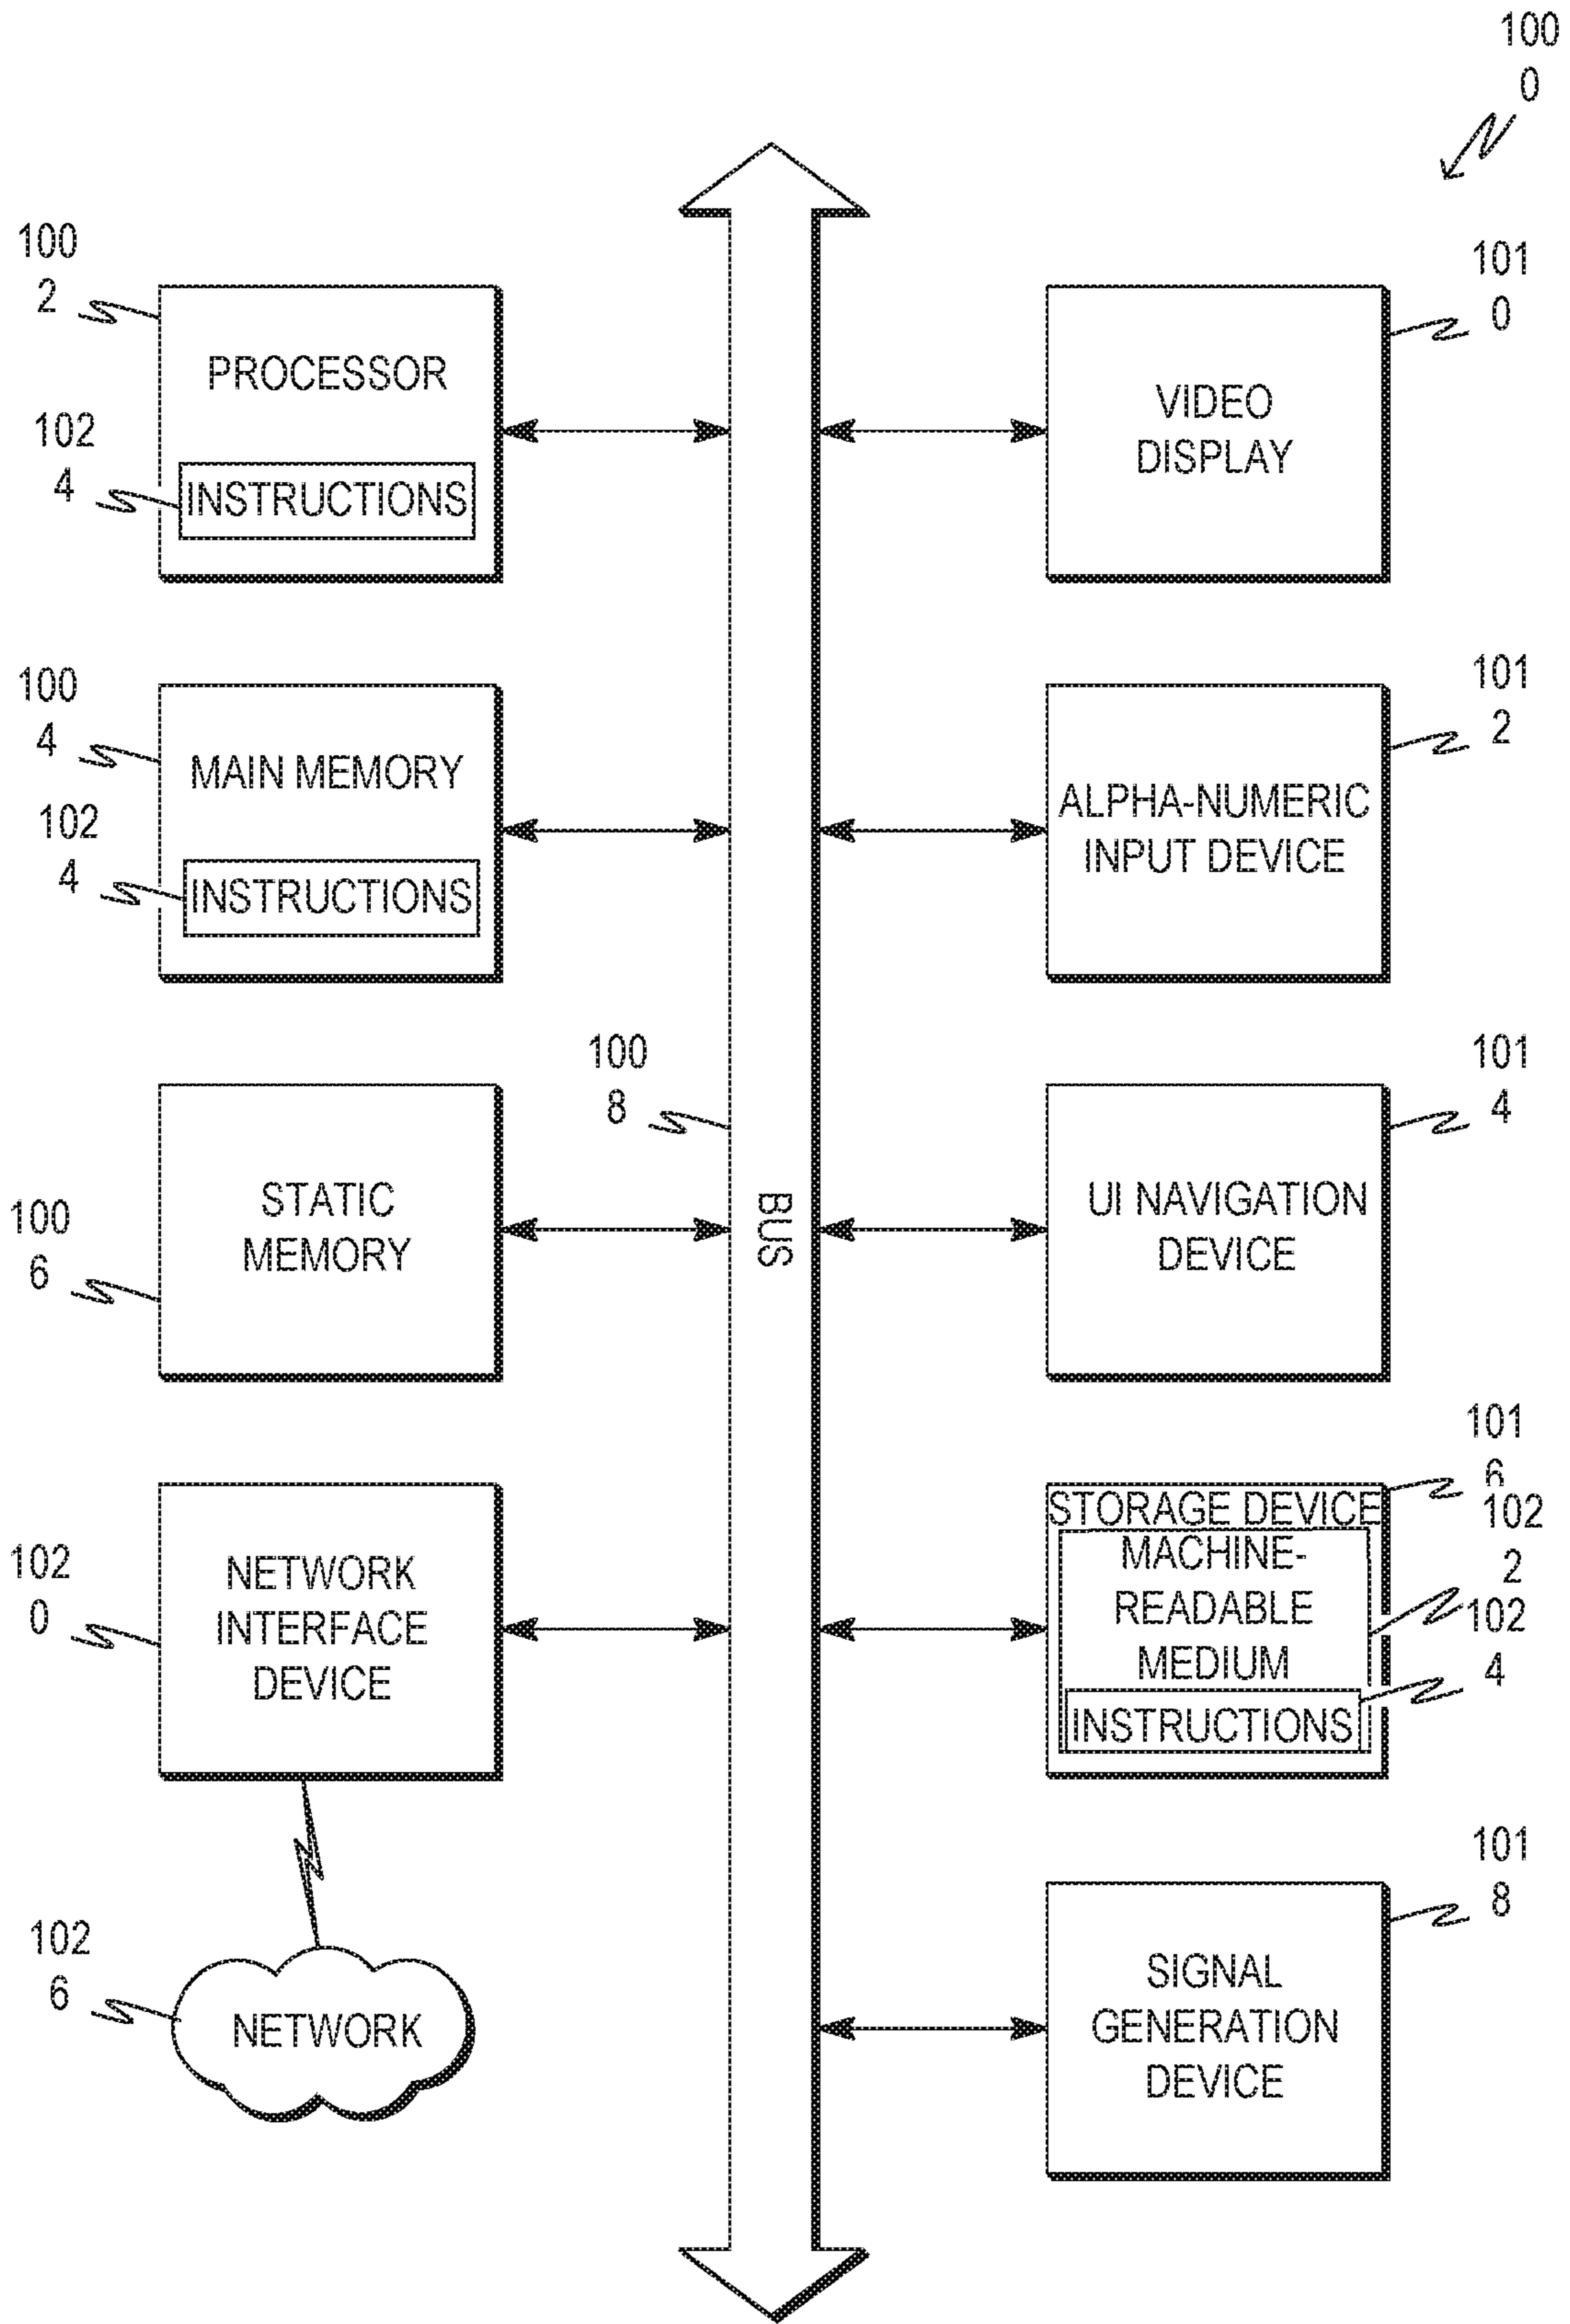 100
0
100
2
PROCESSOR
102
4
INSTRUCTIONS
101
0
VIDEO
DISPLAY
100
4
MAIN MEMORY
102
4
INSTRUCTIONS
101
2
ALPHA-NUMERIC
INPUT DEVICE
100
8
BUS
100
6
STATIC
MEMORY
101
4
UI NAVIGATION
DEVICE
102
0
NETWORK
INTERFACE
DEVICE
101
6
STORAGE DEVICE
102
2
MACHINE-
READABLE
MEDIUM
102
4
INSTRUCTIONS
102
6
NETWORK
101
8
SIGNAL
GENERATION
DEVICE